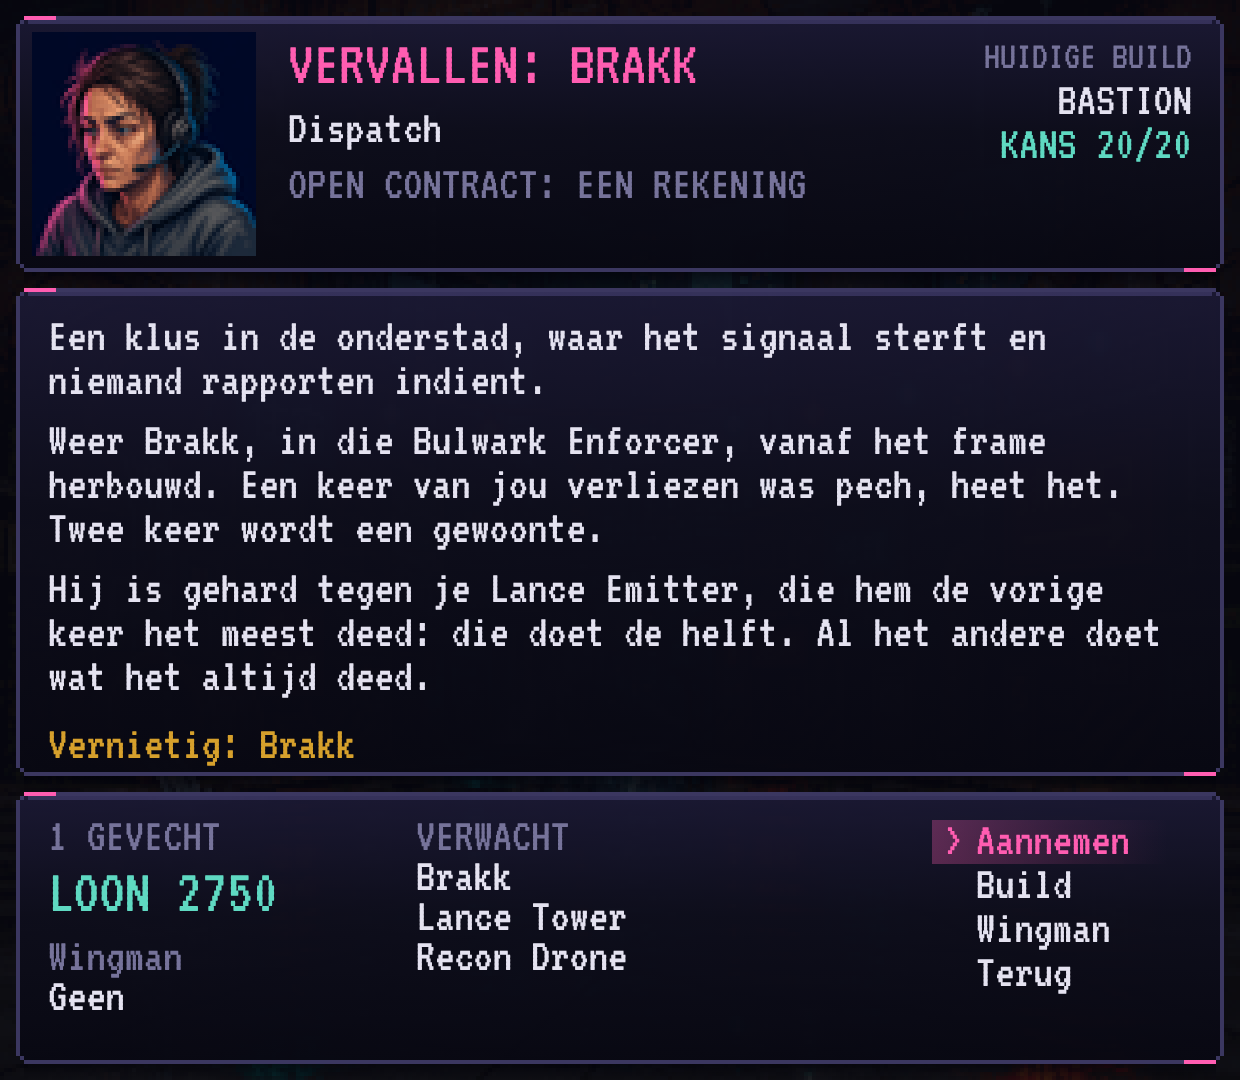 VERVALLEN: BRAKK
Dispatch
OPEN CONTRACT: EEN REKENING
HUIDIGE BUILD
BASTION
KANS 20/20
Een klus in de onderstad, waar het signaal sterft en
niemand rapporten indient.
Weer Brakk, in die Bulwark Enforcer, vanaf het frame
herbouwd. Een keer van jou verliezen was pech, heet het.
Twee keer wordt een gewoonte.
Hij is gehard tegen je Lance Emitter, die hem de vorige
keer het meest deed: die doet de helft. Al het andere doet
wat het altijd deed.
Vernietig: Brakk
1 GEVECHT
LOON 2750
Wingman
Geen
VERWACHT
Brakk
Lance Tower
Recon Drone
> Aannemen
Build
Wingman
Terug